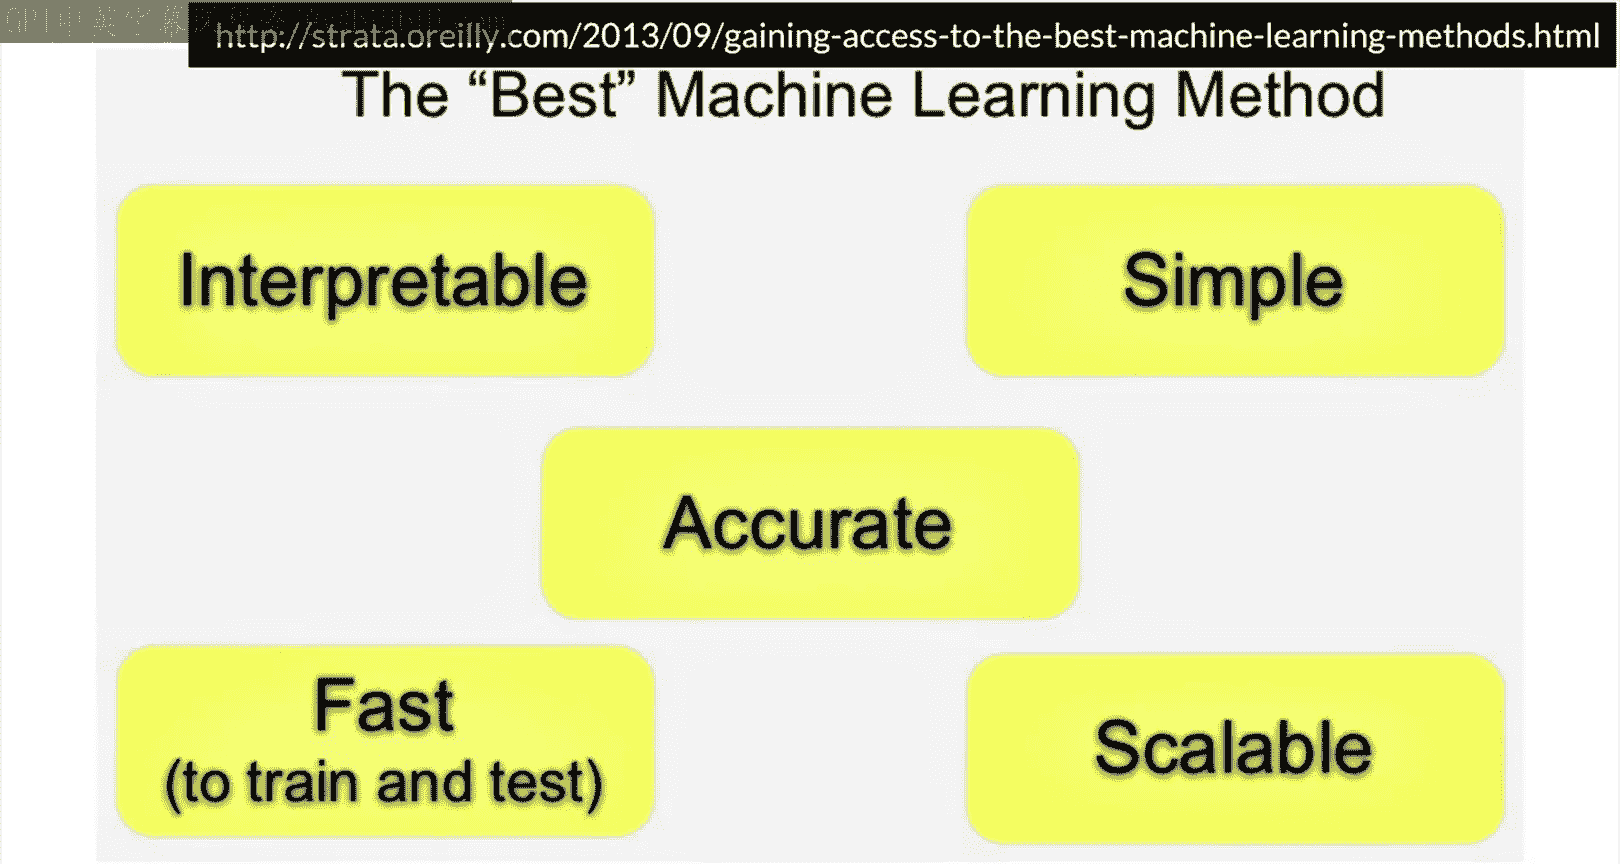 http://strata.oreilly.com/2013/09/gaining-access-to-the-best-machine-learning-methods.html
The “Best” Machine Learning Method
Interpretable
Simple
Accurate
Fast
(to train and test)
Scalable